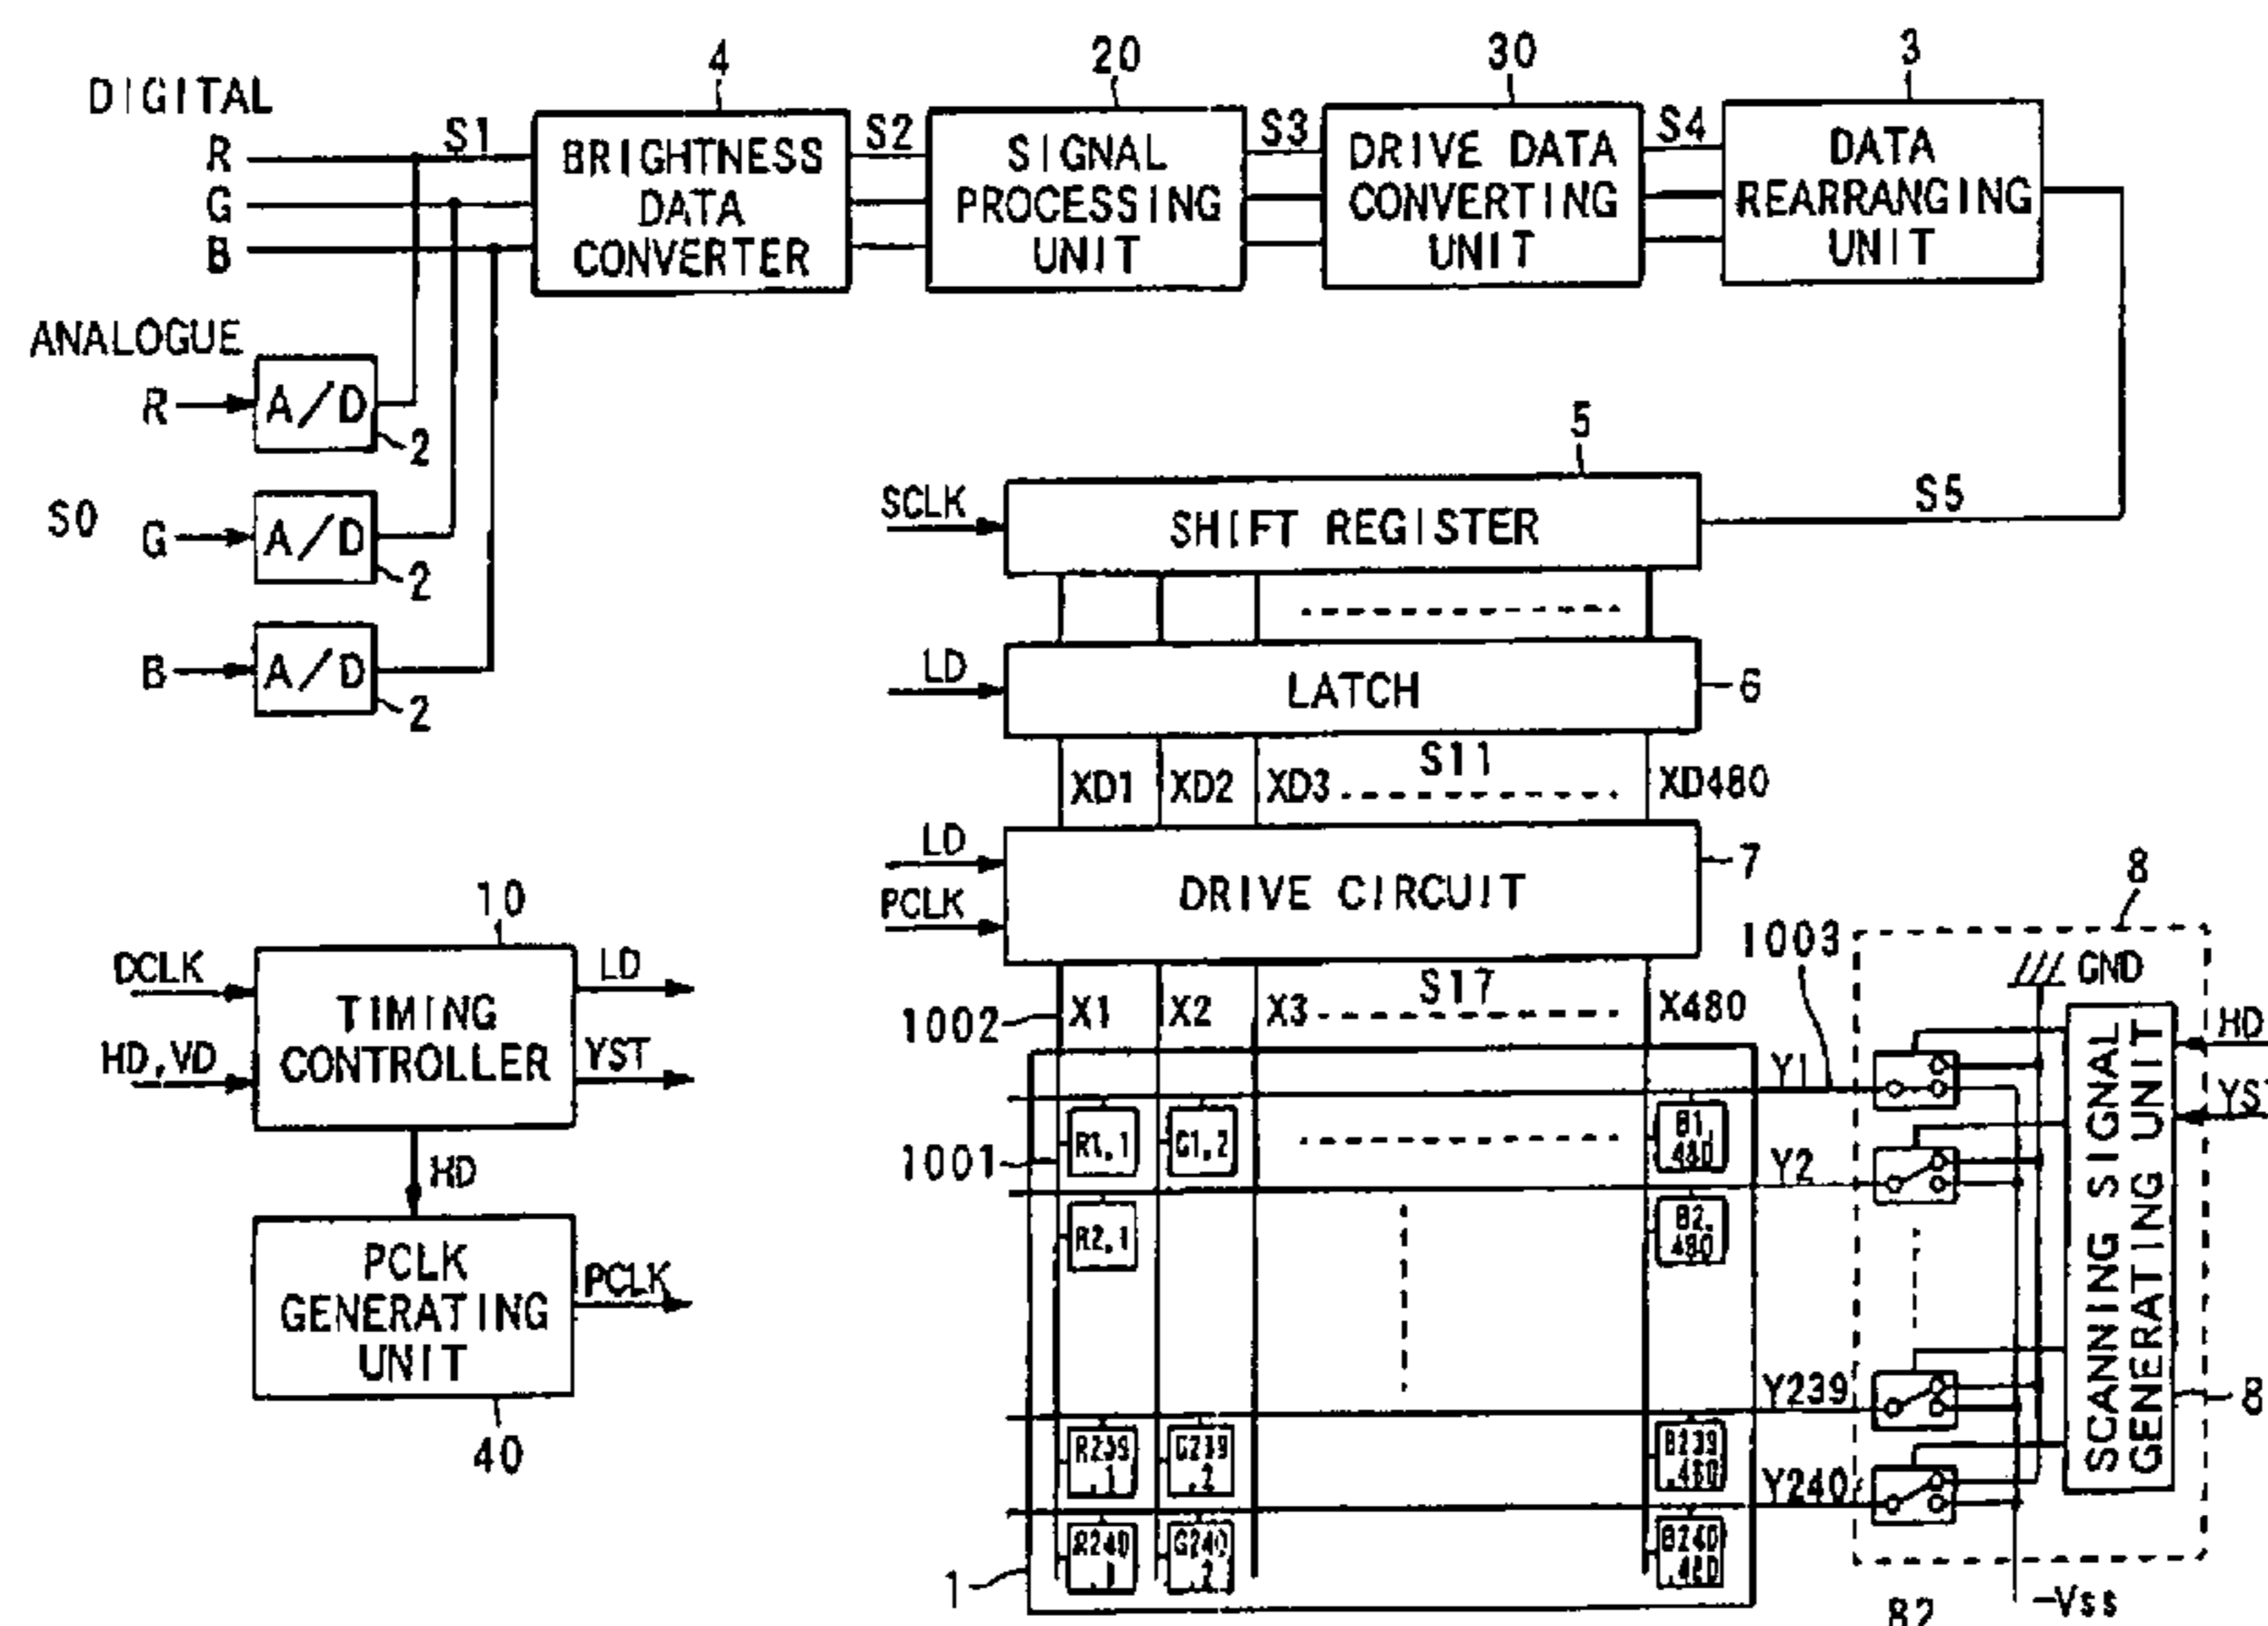 4
20
30
3
DIGITAL
R
G
B
S1
BRIGHTNESS
DATA
CONVERTER
S2
SIGNAL
PROCESSING
UNIT
S3
DRIVE DATA
CONVERTING
UNIT
S4
DATA
REARRANGING
UNIT
ANALOGUE
R
A/D
2
S0
G
A/D
2
B
A/D
2
5
SCLK
SHIFT REGISTER
S5
LD
LATCH
6
XD1
XD2
XD3
S11
XD480
LD
PCLK
DRIVE CIRCUIT
7
10
DCLK
HD,VD
TIMING
CONTROLLER
LD
YST
HD
PCLK
GENERATING
UNIT
PCLK
40
1002
X1
X2
X3
S17
X480
1003
8
GND
SCANNING SIGNAL
GENERATING UNIT
HD
8
1001
R1,1
G1,2
B1,
480
Y1
R2,1
B2,
480
Y2
R239
,1
G239
,2
B239
,480
Y239
R240
,1
G240
,2
B240
Y240
1
-Vss
82